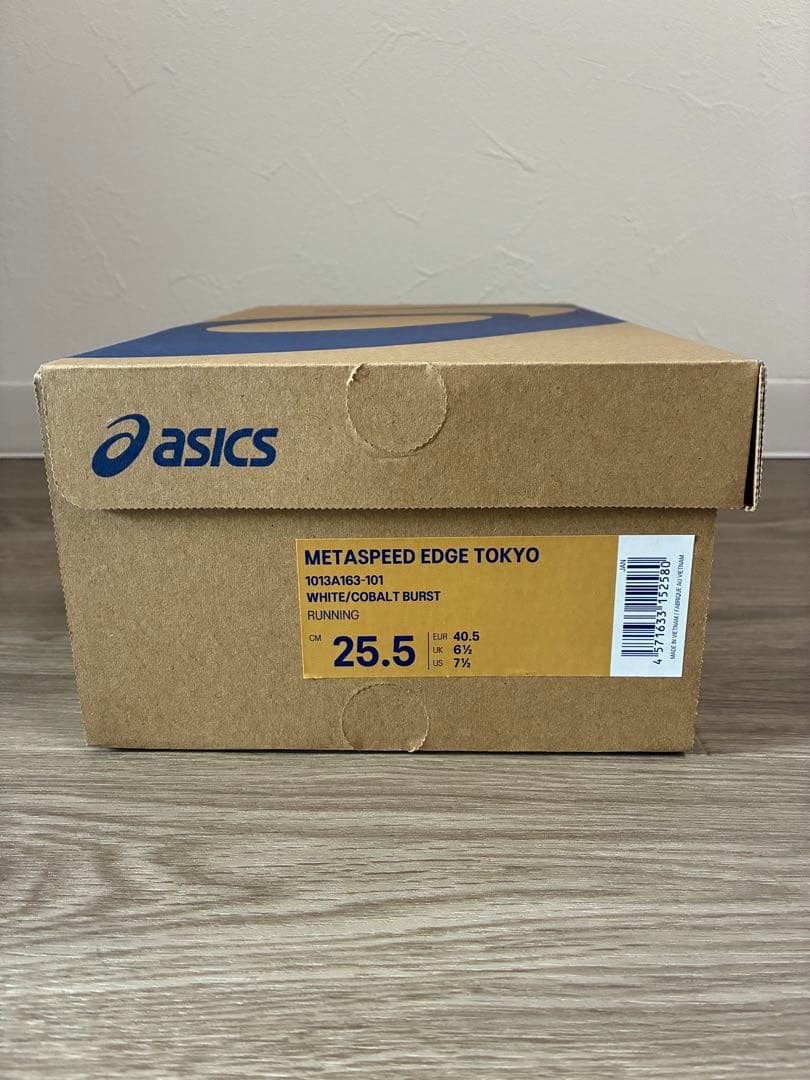 asics
METASPEED EDGE TOKYO
1013A163-101
WHITE/COBALT BURST
RUNNING
CM 25.5
EUR 40.5
UK 6½
US 7½
JAN
4 571633 152580
MADE IN VIETNAM / FABRIQUE AU VIETNAM